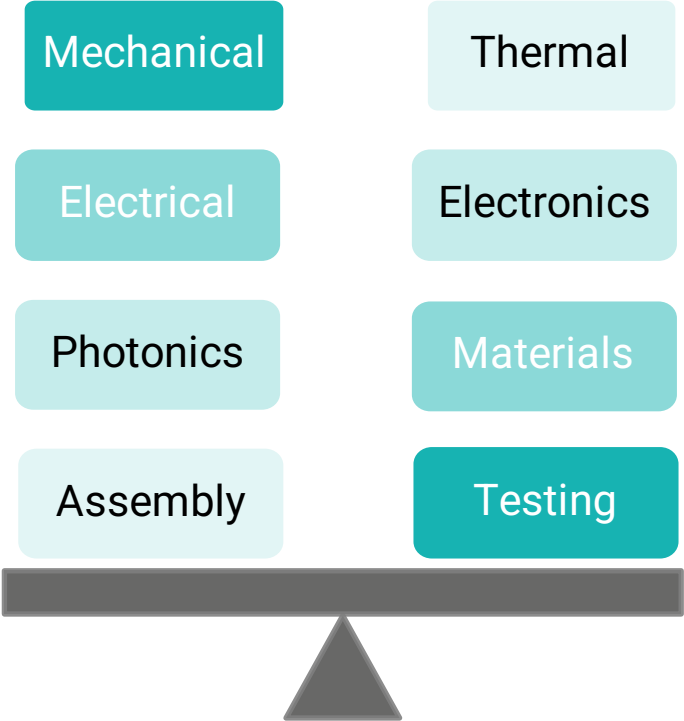 Mechanical
Thermal
Electrical
Electronics
Photonics
Materials
Assembly
Testing